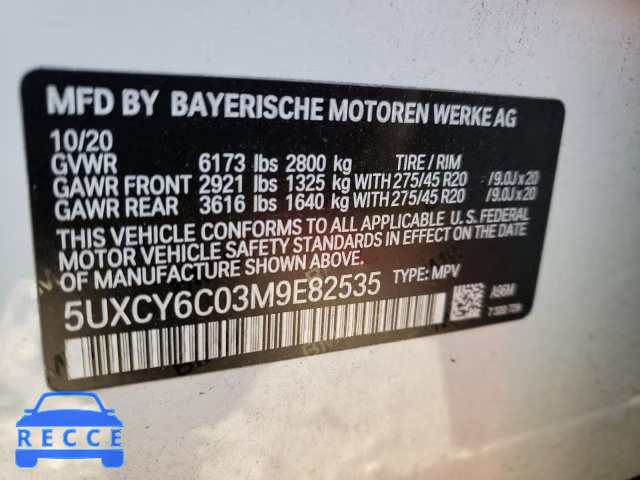 MFD BY BAYERISCHE MOTOREN WERKE AG
10/20
GVWR 6173 lbs 2800 kg TIRE / RIM
GAWR FRONT 2921 lbs 1325 kg WITH 275/45 R20 /9.0J x 20
GAWR REAR 3616 lbs 1640 kg WITH 275/45 R20 /9.0J x 20
THIS VEHICLE CONFORMS TO ALL APPLICABLE U. S. FEDERAL
MOTOR VEHICLE SAFETY STANDARDS IN EFFECT ON THE DATE
OF MANUFACTURE SHOWN ABOVE.
5UXCY6C03M9E82535 TYPE: MPV
A96M
RECCE